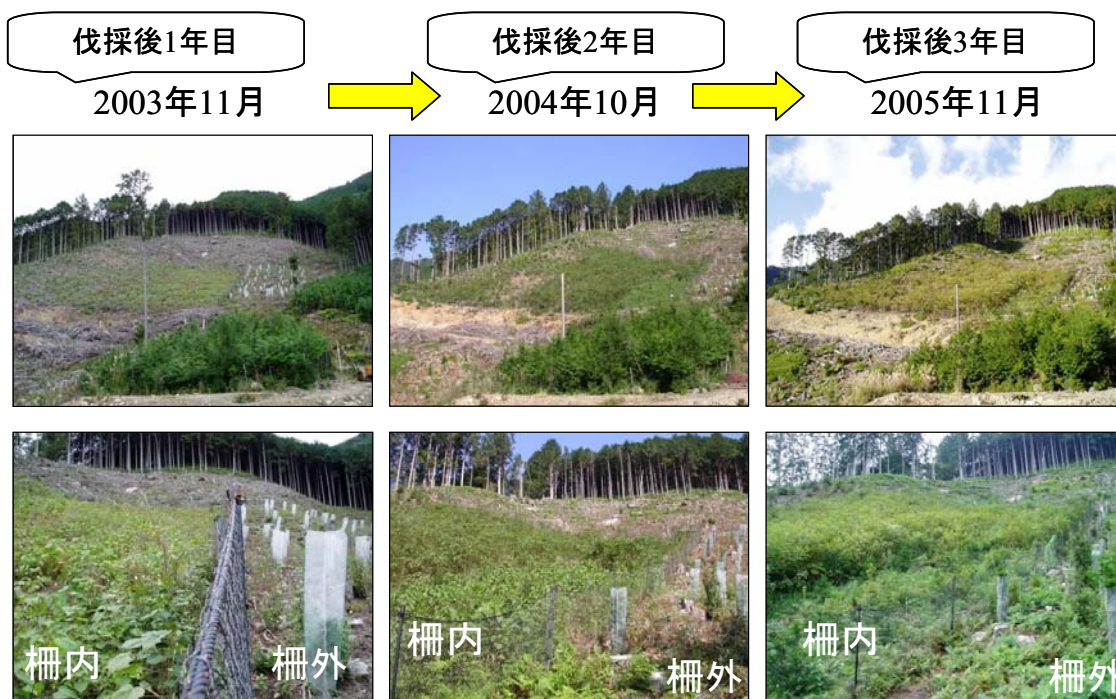 伐採後1年目
伐採後2年目
伐採後3年目
2003年11月
2004年10月
2005年11月
柵内
柵外
柵内
柵外
柵内
柵外